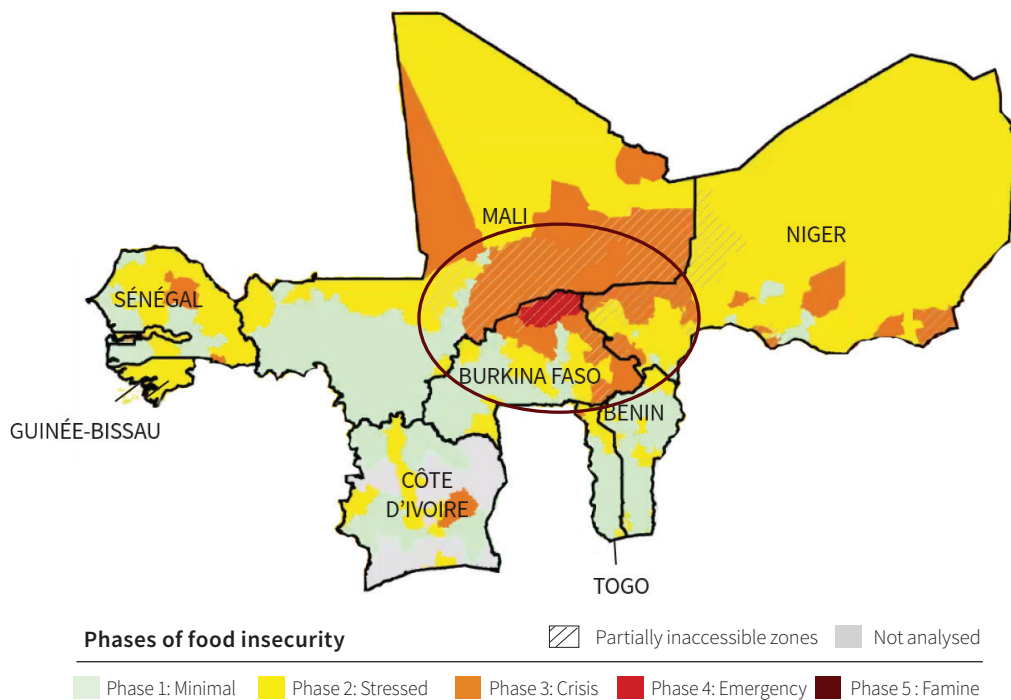 MALI
NIGER
SÉNÉGAL
BURKINA FASO
BENIN
GUINÉE-BISSAU
CÔTE
D'IVOIRE
TOGO
Phases of food insecurity
Partially inaccessible zones
Not analysed
Phase 1: Minimal
Phase 2: Stressed
Phase 3: Crisis
Phase 4: Emergency
Phase 5 : Famine